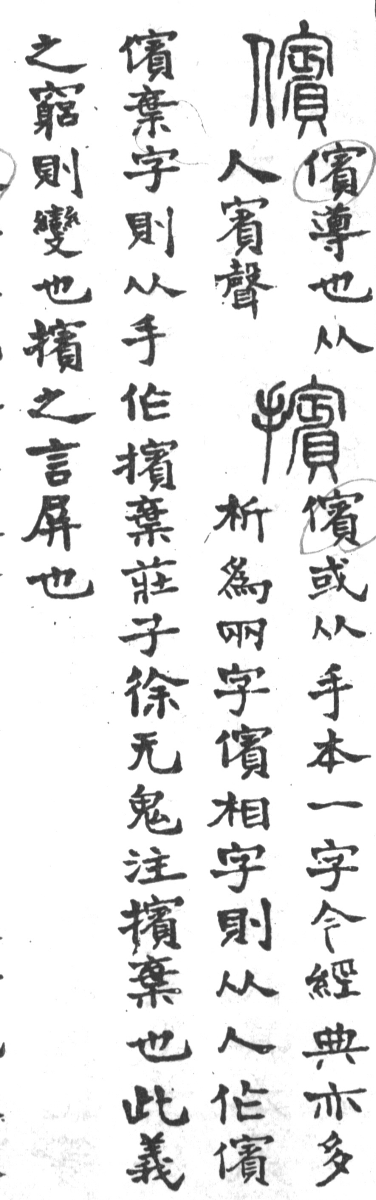 儐
儐導也从
人賓聲
擯
儐或从手本一字今經典亦多
析爲兩字儐相字則从人作儐
儐棄字則从手作擯棄莊子徐无鬼注擯棄也此義
之窮則變也擯之言屏也